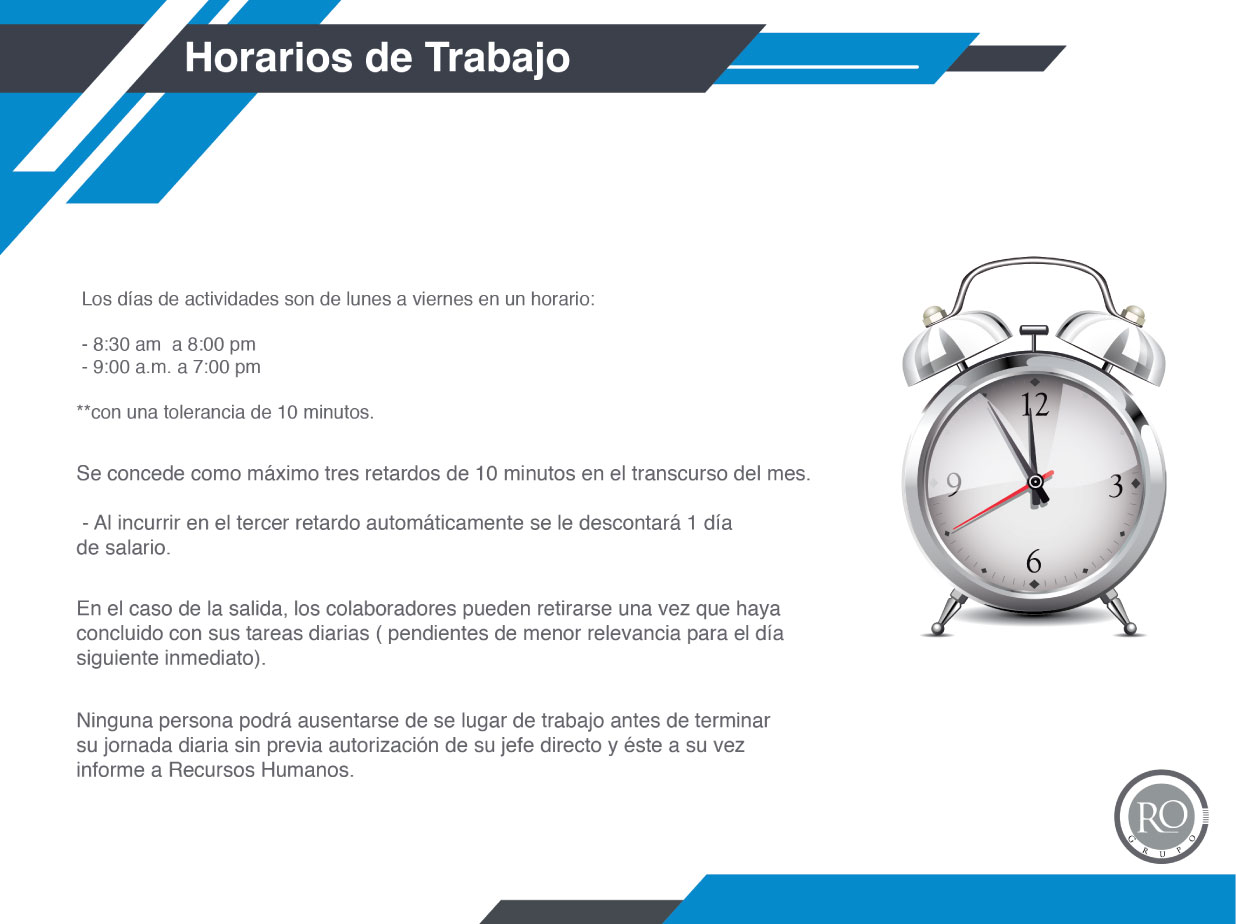 Horarios de Trabajo
Los días de actividades son de lunes a viernes en un horario:
- 8:30 am  a 8:00 pm
- 9:00 a.m. a 7:00 pm
**con una tolerancia de 10 minutos.
Se concede como máximo tres retardos de 10 minutos en el transcurso del mes.
- Al incurrir en el tercer retardo automáticamente se le descontará 1 día
de salario.
En el caso de la salida, los colaboradores pueden retirarse una vez que haya
concluido con sus tareas diarias ( pendientes de menor relevancia para el día
siguiente inmediato).
Ninguna persona podrá ausentarse de se lugar de trabajo antes de terminar
su jornada diaria sin previa autorización de su jefe directo y éste a su vez
informe a Recursos Humanos.
12
9
3
6
RO
GRUPO